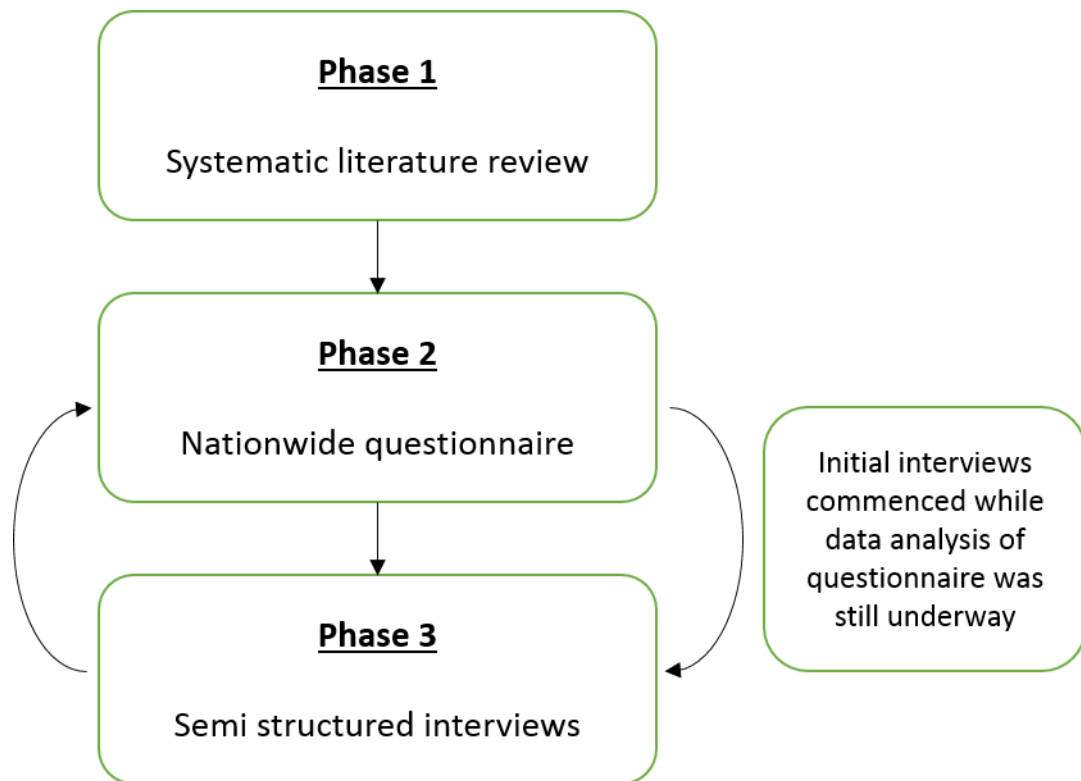 Phase 1
Systematic literature review
Phase 2
Nationwide questionnaire
Initial interviews
commenced while
data analysis of
questionnaire was
still underway
Phase 3
Semi structured interviews